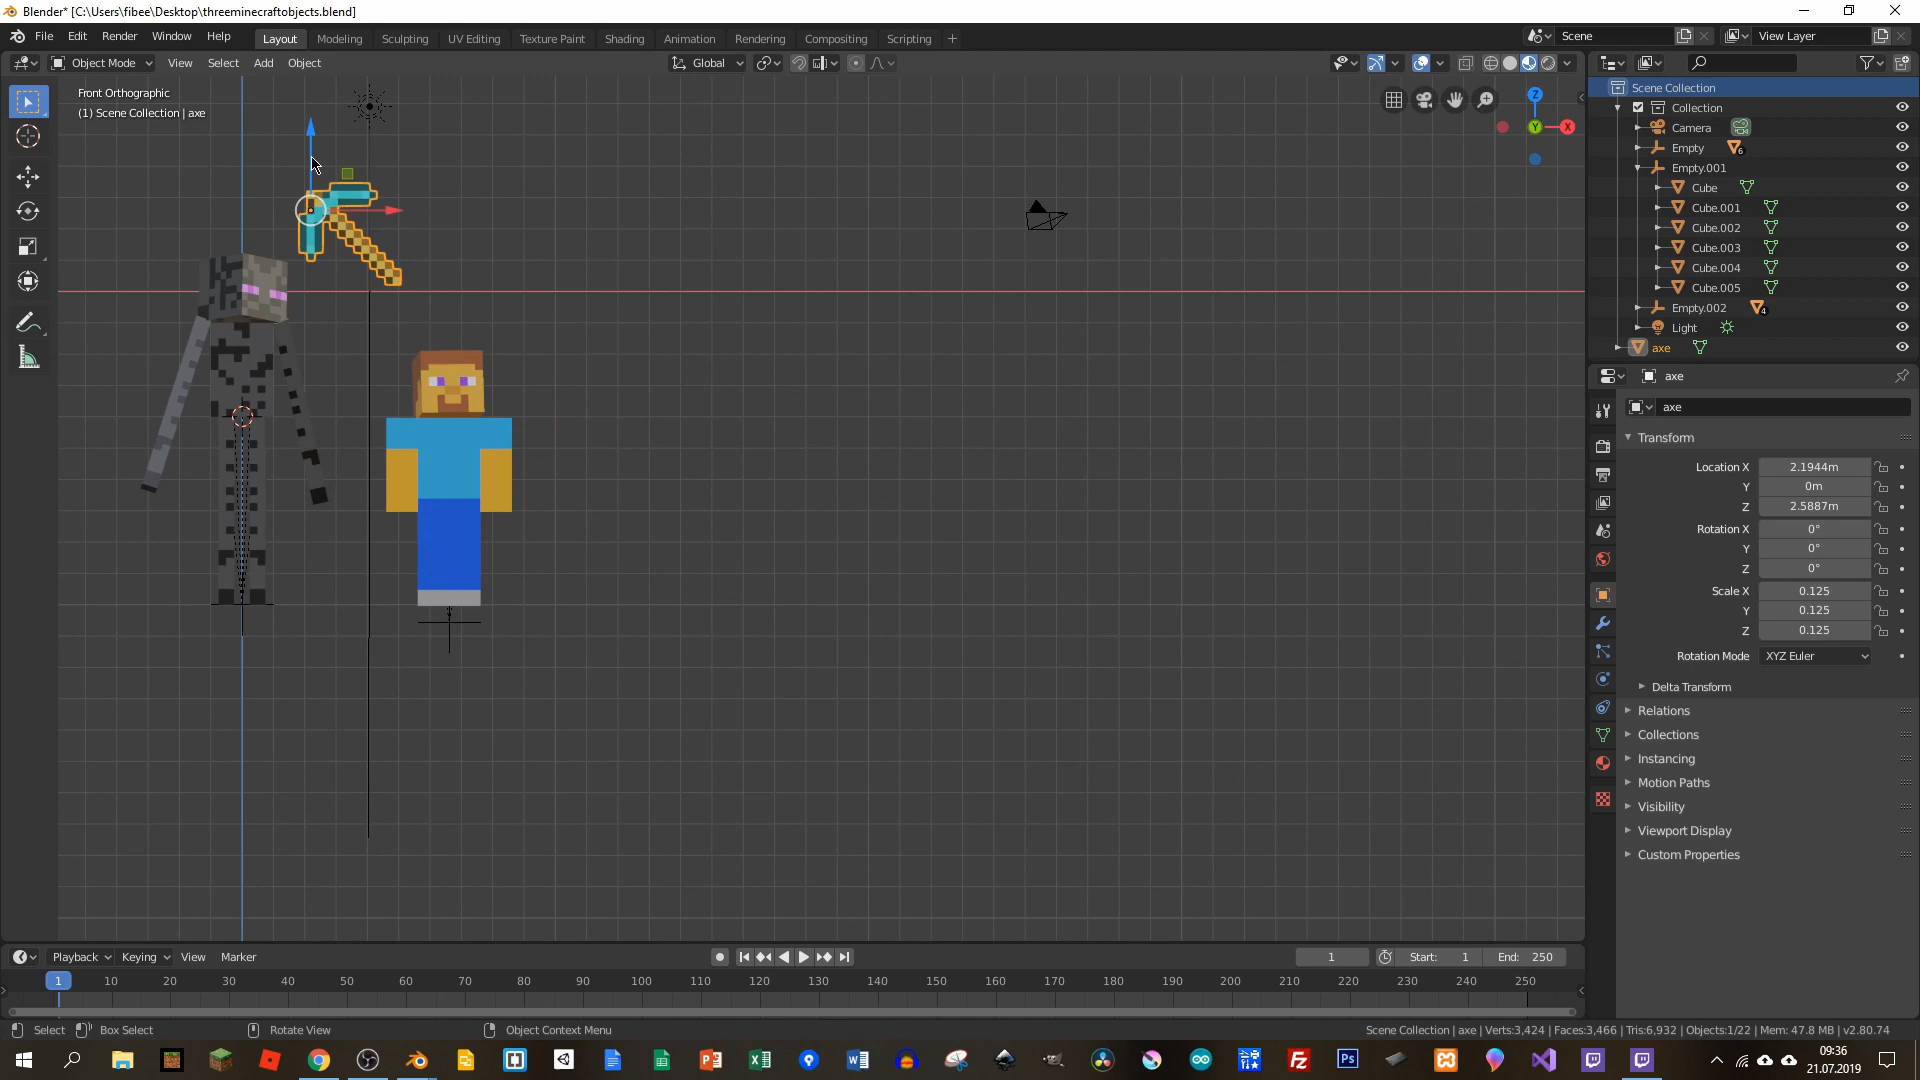 Blender* [C:\Users\fibee\Desktop\threeminecraftobjects.blend]
File Edit Render Window Help Layout Modeling Sculpting UV Editing Texture Paint Shading Animation Rendering Compositing Scripting + Scene View Layer
Object Mode View Select Add Object Global
Front Orthographic
(1) Scene Collection | axe
Z
Y
X
Scene Collection
Collection
Camera
Empty 6
Empty.001
Cube
Cube.001
Cube.002
Cube.003
Cube.004
Cube.005
Empty.002 4
Light
axe
axe
axe
Transform
Location X 2.1944m
Y 0m
Z 2.5887m
Rotation X 0°
Y 0°
Z 0°
Scale X 0.125
Y 0.125
Z 0.125
Rotation Mode XYZ Euler
Delta Transform
Relations
Collections
Instancing
Motion Paths
Visibility
Viewport Display
Custom Properties
Playback Keying View Marker 1 Start: 1 End: 250
1 10 20 30 40 50 60 70 80 90 100 110 120 130 140 150 160 170 180 190 200 210 220 230 240 250
Select Box Select Rotate View Object Context Menu Scene Collection | axe | Verts:3,424 | Faces:3,466 | Tris:6,932 | Objects:1/22 | Mem: 47.8 MB | v2.80.74
09:36
21.07.2019